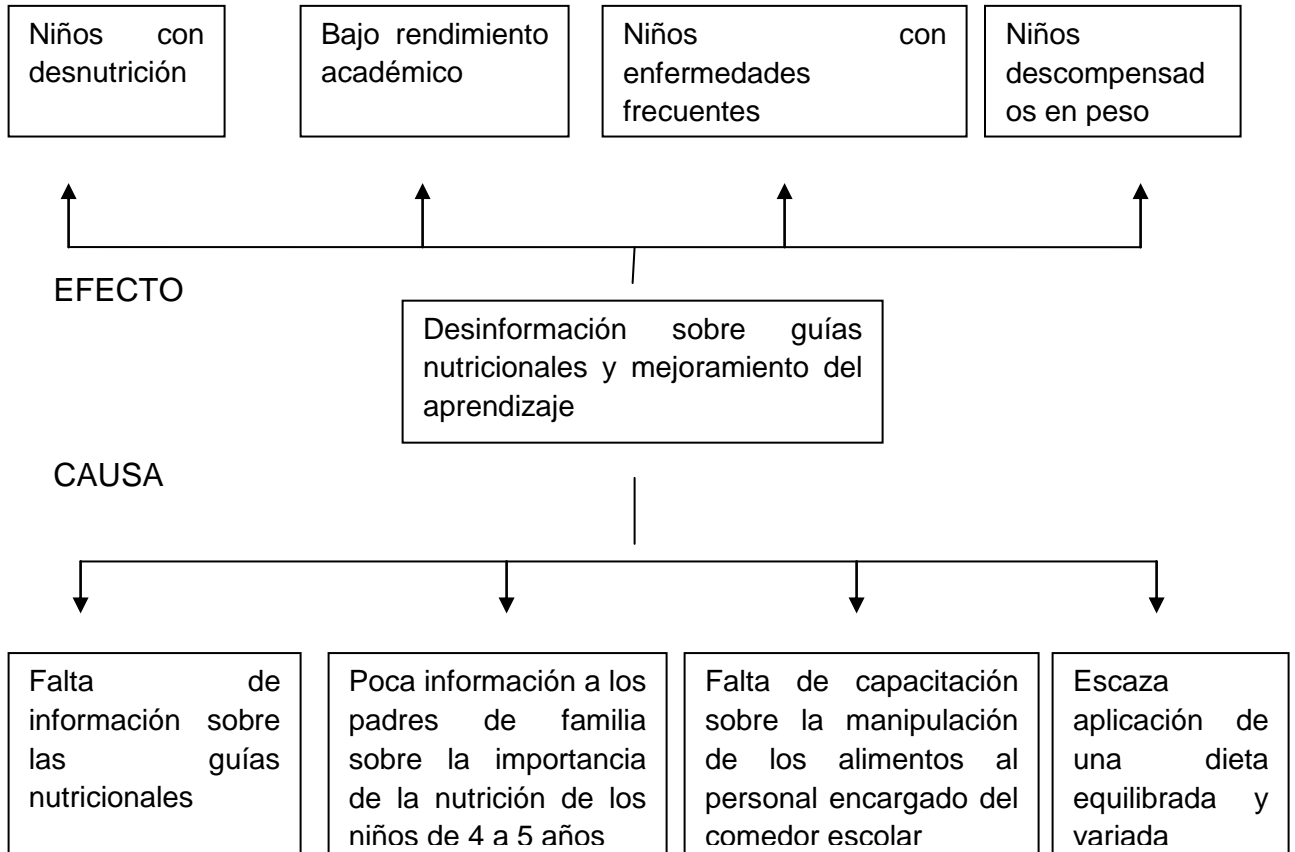 Niños con
desnutrición
Bajo rendimiento
académico
Niños con
enfermedades
frecuentes
Niños
descompensad
os en peso
EFECTO
Desinformación sobre guías
nutricionales y mejoramiento del
aprendizaje
CAUSA
Falta de
información sobre
las guías
nutricionales
Poca información a los
padres de familia
sobre la importancia
de la nutrición de los
niños de 4 a 5 años
Falta de capacitación
sobre la manipulación
de los alimentos al
personal encargado del
comedor escolar
Escaza
aplicación de
una dieta
equilibrada y
variada